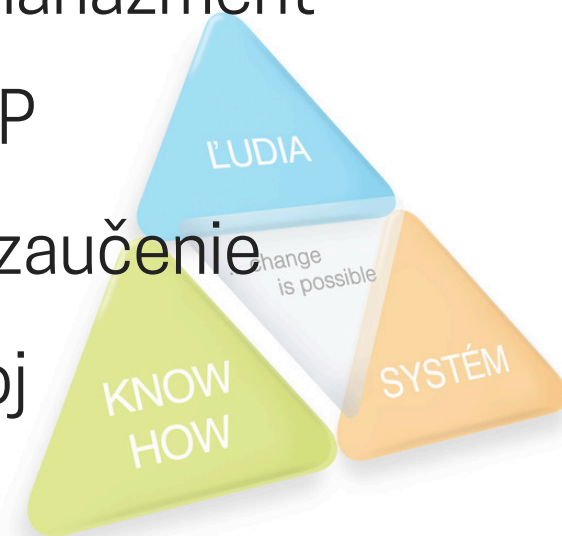 P
ĽUDIA
zaučenie
change
is possible
KNOW
HOW
SYSTÉM